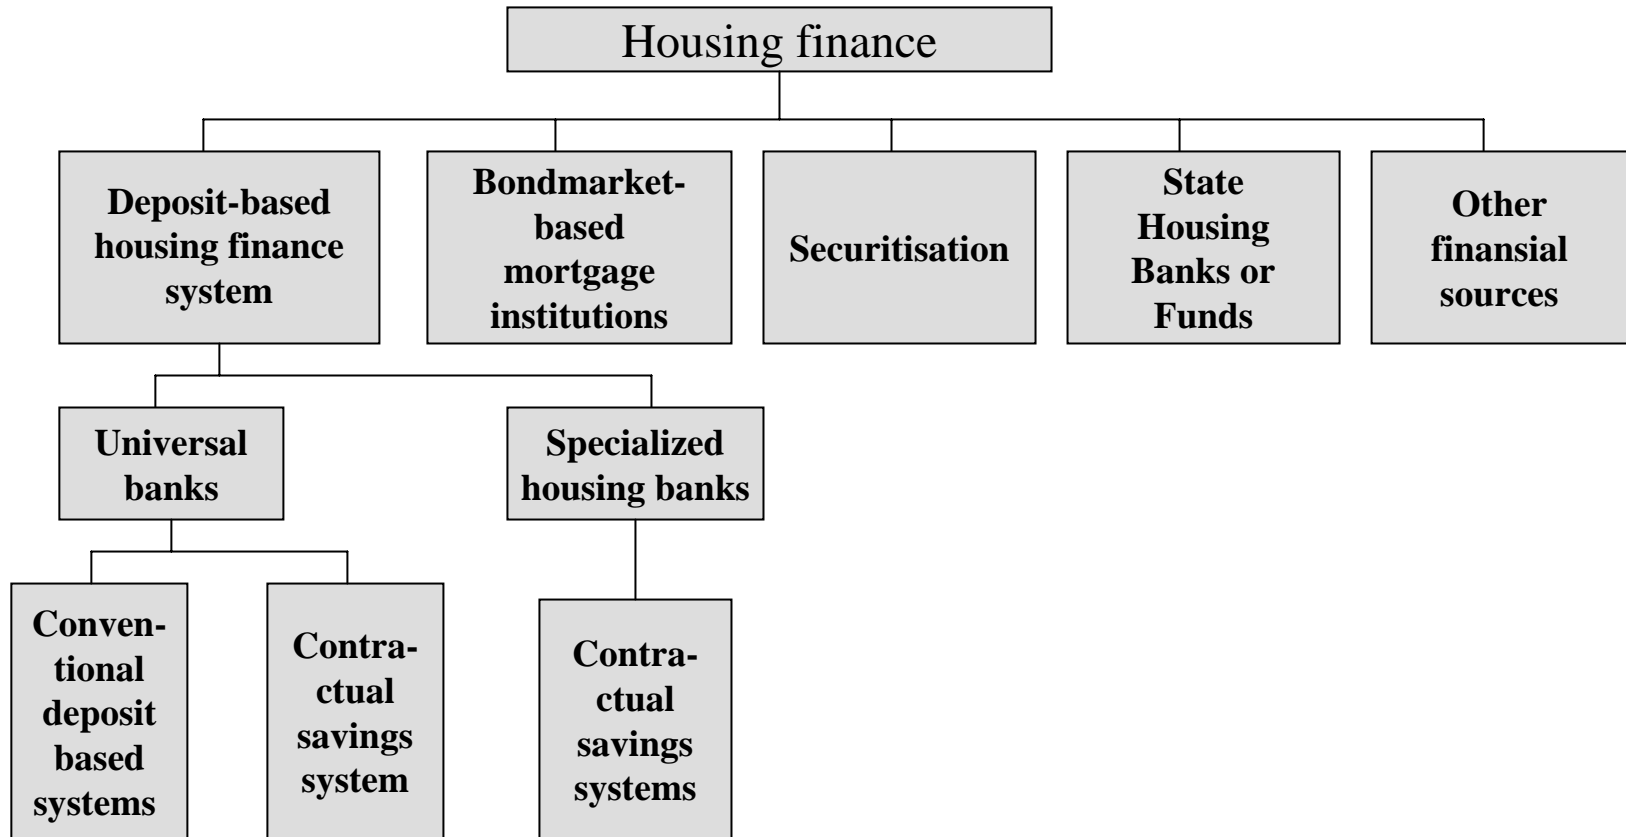 Housing finance
Deposit-based
housing finance
system
Bondmarket-
based
mortgage
institutions
Securitisation
State
Housing
Banks or
Funds
Other
finansial
sources
Universal
banks
Specialized
housing banks
Conven-
tional
deposit
based
systems
Contra-
ctual
savings
system
Contra-
ctual
savings
systems